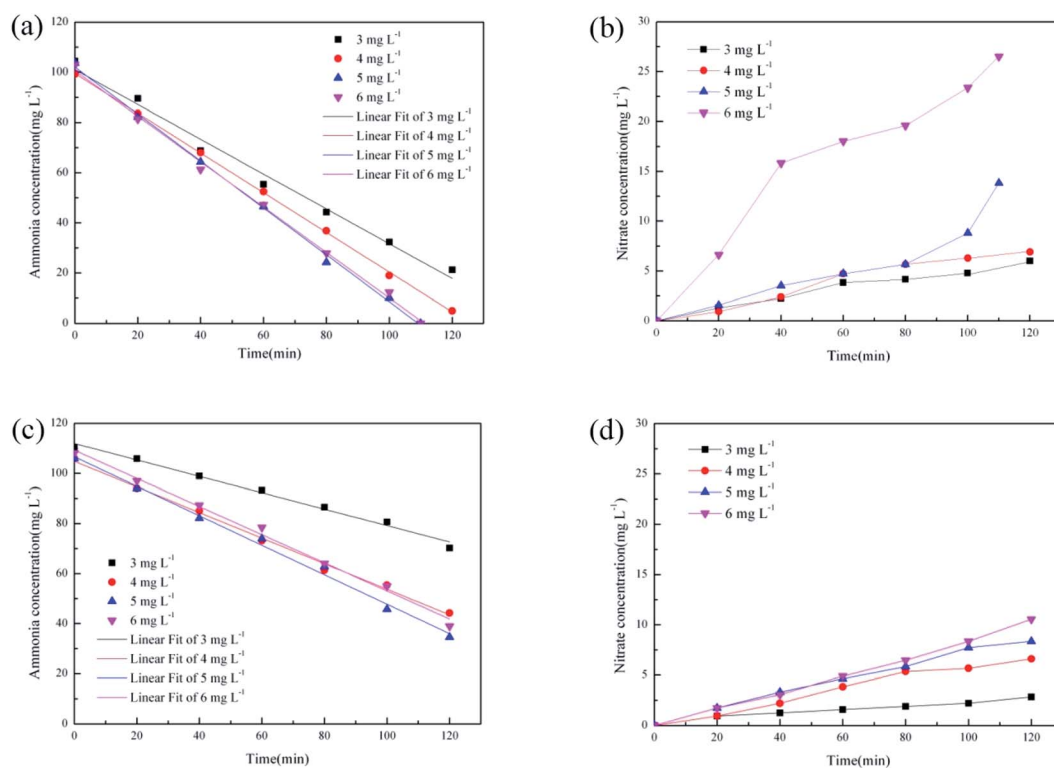 (a)
120
100
80
60
40
20
0
Ammonia concentration(mg L-1)
3 mg L-1
4 mg L-1
5 mg L-1
6 mg L-1
Linear Fit of 3 mg L-1
Linear Fit of 4 mg L-1
Linear Fit of 5 mg L-1
Linear Fit of 6 mg L-1
0 20 40 60 80 100 120
Time(min)
(b)
30
25
20
15
10
5
0
Nitrate concentration(mg L-1)
3 mg L-1
4 mg L-1
5 mg L-1
6 mg L-1
0 20 40 60 80 100 120
Time(min)
(c)
120
100
80
60
40
20
0
Ammonia concentration(mg L-1)
3 mg L-1
4 mg L-1
5 mg L-1
6 mg L-1
Linear Fit of 3 mg L-1
Linear Fit of 4 mg L-1
Linear Fit of 5 mg L-1
Linear Fit of 6 mg L-1
0 20 40 60 80 100 120
Time(min)
(d)
30
25
20
15
10
5
0
Nitrate concentration(mg L-1)
3 mg L-1
4 mg L-1
5 mg L-1
6 mg L-1
0 20 40 60 80 100 120
Time(min)